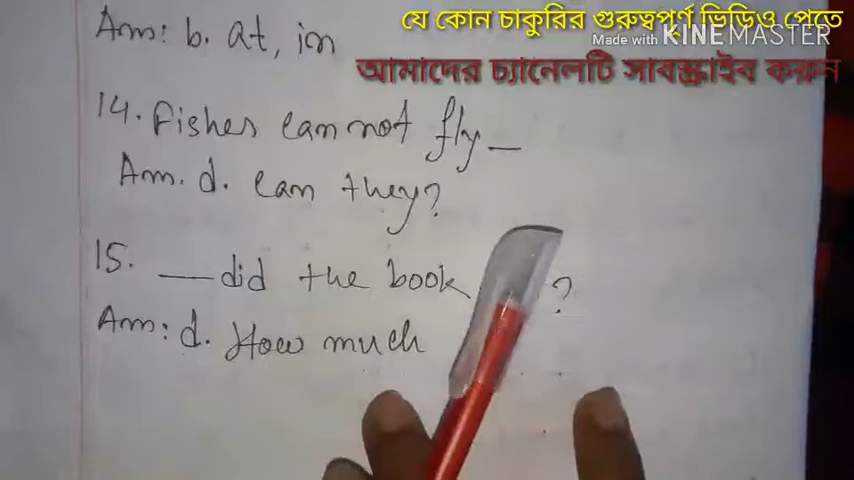 Ans: b. at, in
যে কোন চাকুরির গুরুত্বপূর্ণ ভিডিও পেতে
Made with KINEMASTER
আমাদের চ্যানেলটি সাবস্ক্রাইব করুন
14. Fishes can not fly _
Ans. d. can they?
15. __ did the book ?
Ans: d. How much